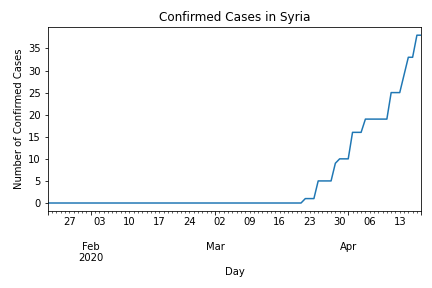 Confirmed Cases in Syria
Number of Confirmed Cases
35
30
25
20
15
10
5
0
27 03 10 17 24 02 09 16 23 30 06 13
Feb Mar Apr
2020
Day